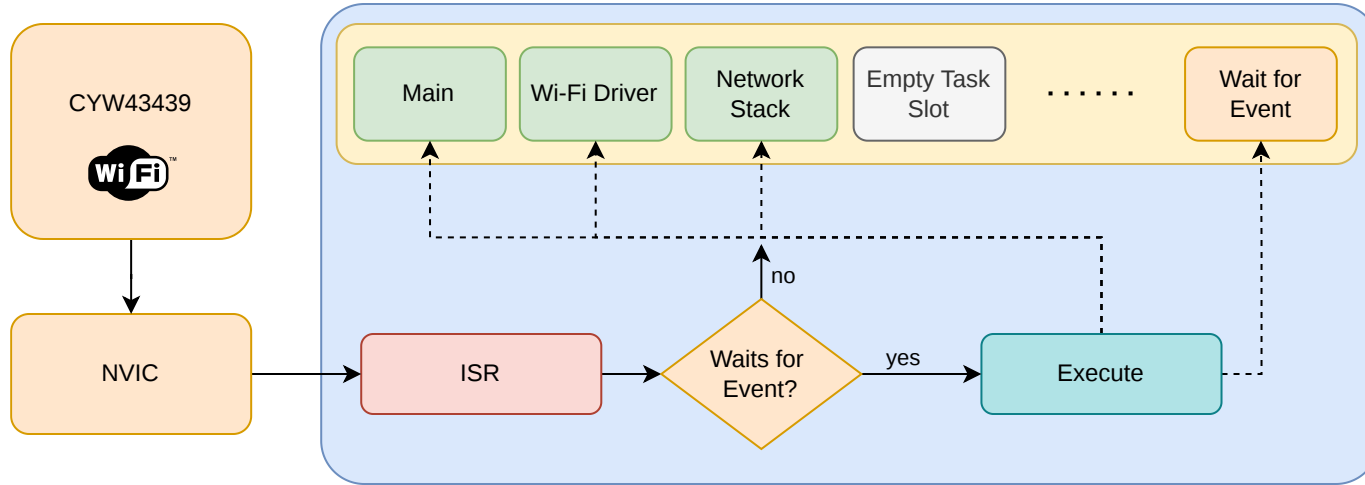 CYW43439
Wi Fi ™
NVIC
Main
Wi-Fi Driver
Network
Stack
Empty Task
Slot
......
Wait for
Event
no
ISR
Waits for
Event?
yes
Execute